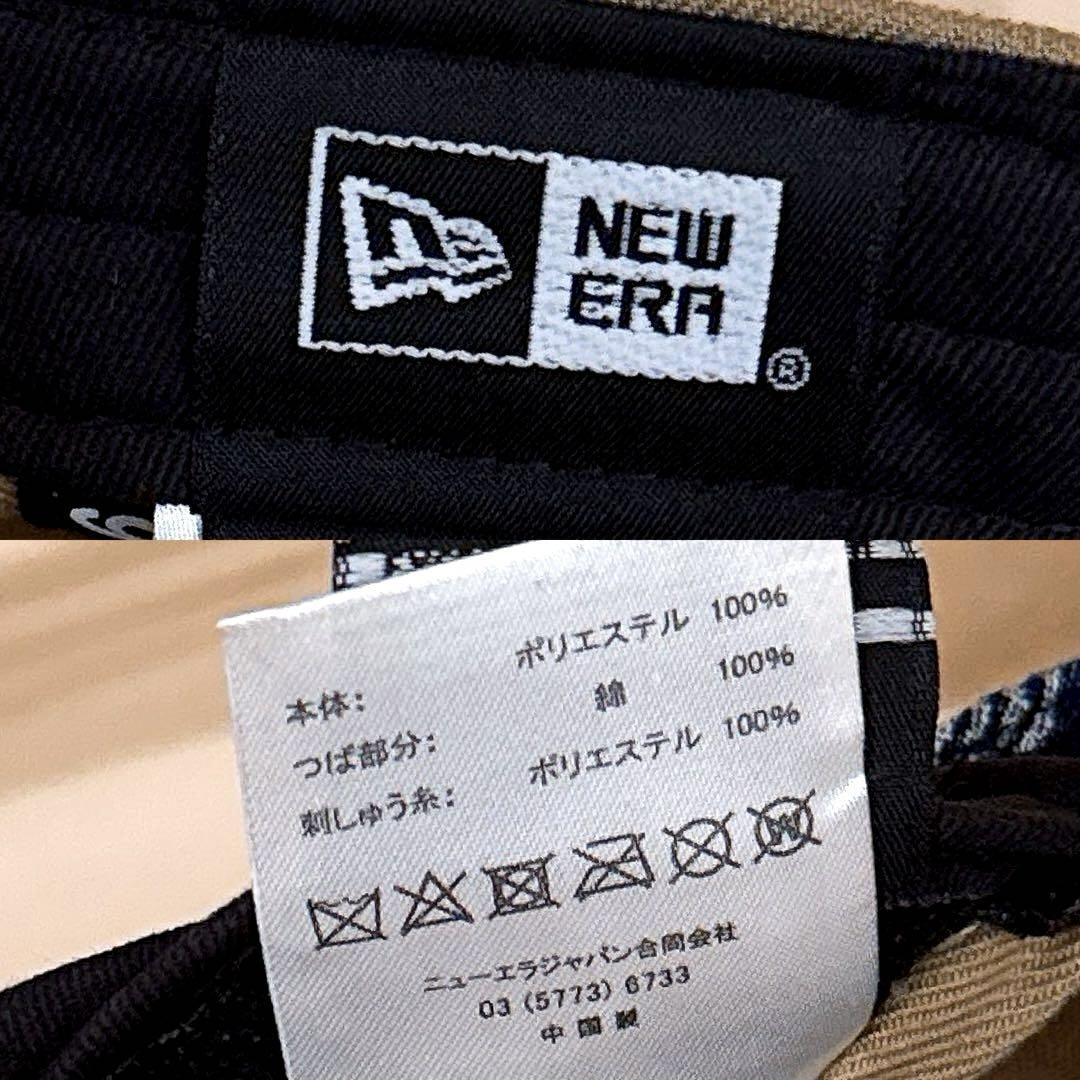 NEW
ERA
®
本体: ポリエステル 100%
つば部分: 綿 100%
刺しゅう糸: ポリエステル 100%
W
ニューエラジャパン合同会社
03 (5773) 6733
中国製